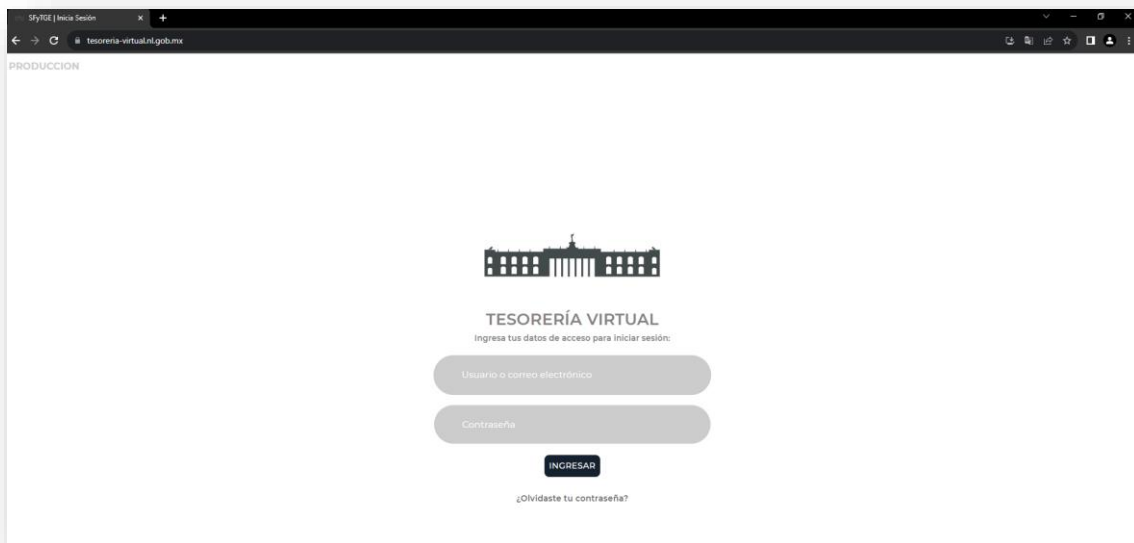 SFyTGE | Inicia Sesión
tesoreria-virtual.nl.gob.mx
PRODUCCION
TESORERÍA VIRTUAL
Ingresa tus datos de acceso para iniciar sesión:
Usuario o correo electrónico
Contraseña
INGRESAR
¿Olvidaste tu contraseña?